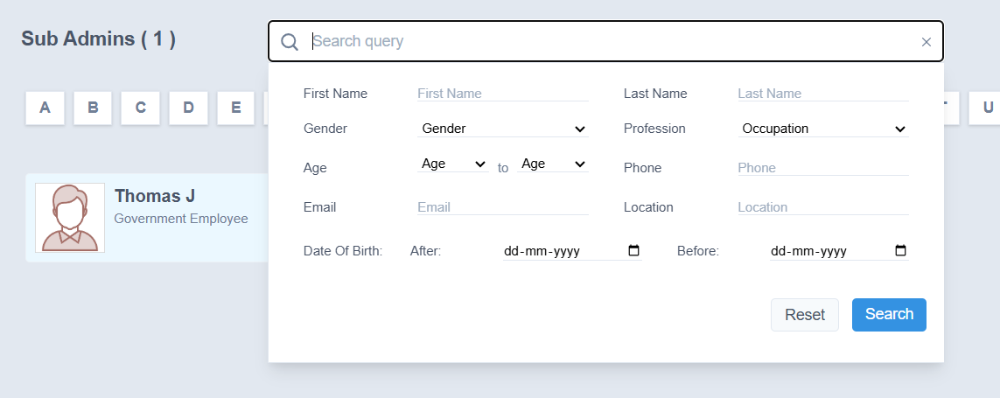 Sub Admins ( 1 )
Search query
A B C D E U
First Name First Name Last Name Last Name
Gender Gender Profession Occupation
Age Age to Age Phone Phone
Email Email Location Location
Date Of Birth: After: dd-mm-yyyy Before: dd-mm-yyyy
Reset Search
Thomas J
Government Employee